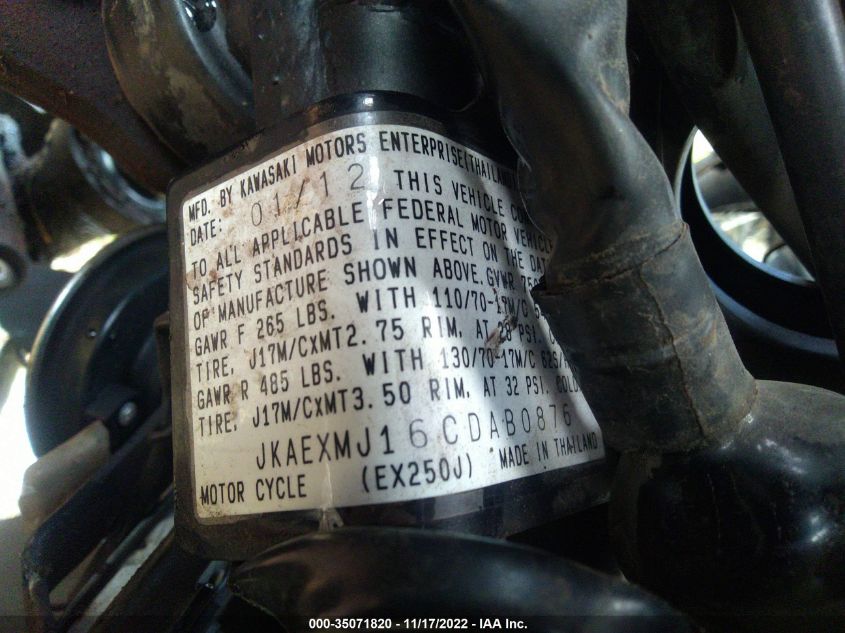 MFD. BY KAWASAKI MOTORS ENTERPRISE(THAILAND)
DATE: 01/12 THIS VEHICLE
TO ALL APPLICABLE FEDERAL MOTOR VEHICLE
SAFETY STANDARDS IN EFFECT ON THE
OF MANUFACTURE SHOWN ABOVE. GVWR
GAWR F 265 LBS. WITH 110/70-17M/C
TIRE, J17M/CxMT2.75 RIM, AT 28 PSI.
GAWR R 485 LBS. WITH 130/70-17M/C 62S
TIRE, J17M/CxMT3.50 RIM, AT 32 PSI. COLD
JKAEXMJ16CDAB0876
MOTOR CYCLE (EX250J) MADE IN THAILAND
000-35071820 - 11/17/2022 - IAA Inc.